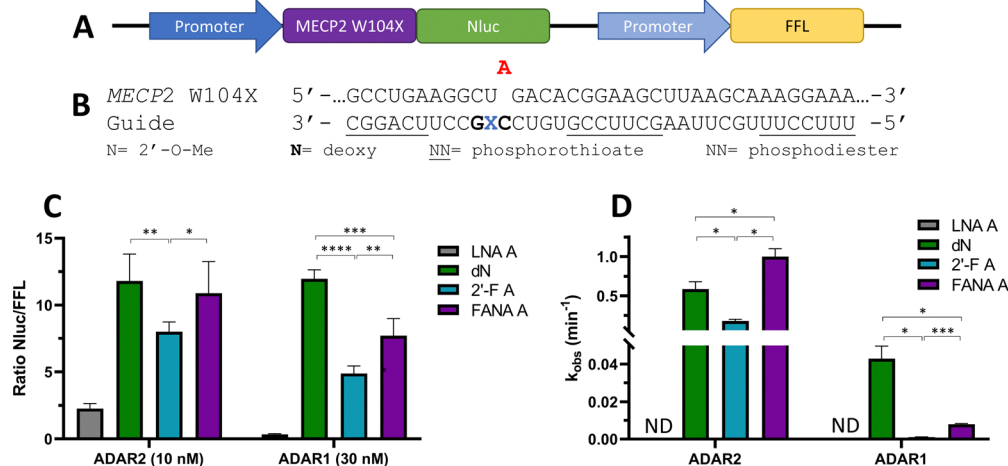 A
Promoter
MECP2 W104X
Nluc
Promoter
FFL
A
B
MECP2 W104X 5’-…GCCUGAAGGCU GACACGGAAGCUUAAGCAAAGGAAA…-3’
Guide 3’- CGGACUUCCGXCCUGUGCCUUCGAAUUCGUUUCCUUU -5’
N= 2’-O-Me N= deoxy NN= phosphorothioate NN= phosphodiester
C
Ratio Nluc/FFL
15
10
5
0
** *
*** **** **
ADAR2 (10 nM) ADAR1 (30 nM)
LNA A
dN
2'-F A
FANA A
D
kobs (min-1)
1.0
0.5
0.04
0.02
0.00
* * *
* * ***
ND ND
ADAR2 ADAR1
LNA A
dN
2'-F A
FANA A